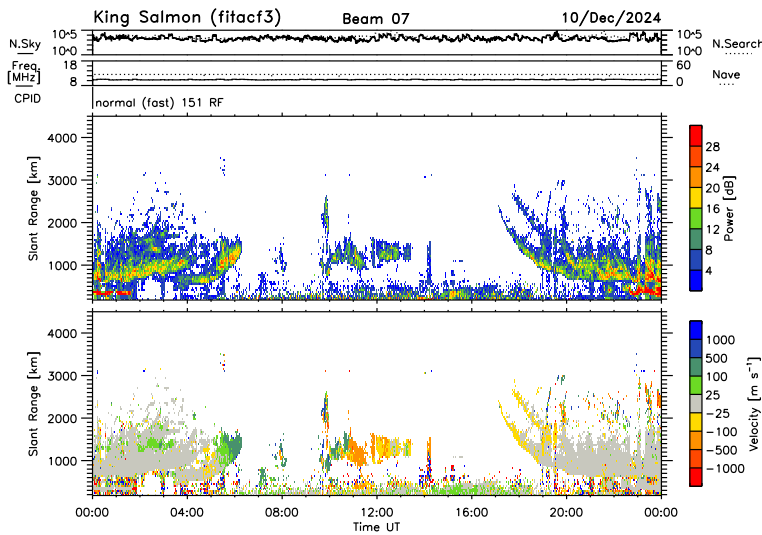 King Salmon (fitacf3) Beam 07 10/Dec/2024
N.Sky 10^5 10^0 10^5 10^0 N.Search
Freq. [MHz] 18 8 60 0 Nave
CPID normal (fast) 151 RF
Slant Range [km] 4000 3000 2000 1000
28 24 20 16 12 8 4 Power [dB]
Slant Range [km] 4000 3000 2000 1000
1000 500 100 25 -25 -100 -500 -1000 Velocity [m s⁻¹]
00:00 04:00 08:00 12:00 16:00 20:00 00:00
Time UT